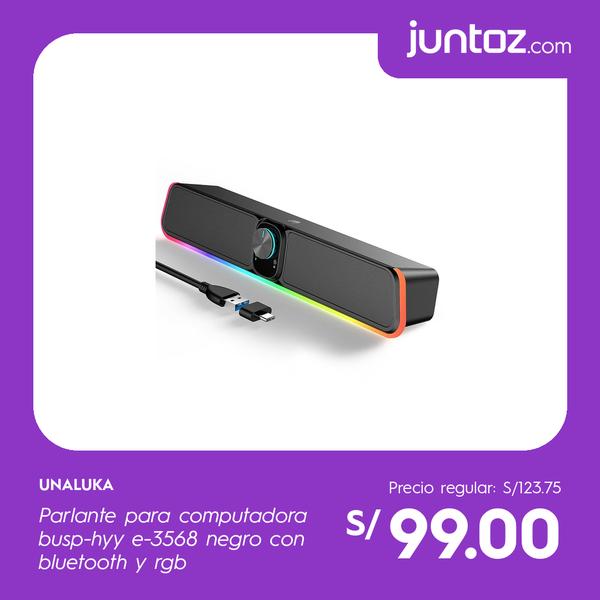 juntoz.com
UNALUKA
Parlante para computadora
busp-hyy e-3568 negro con
bluetooth y rgb
Precio regular: S/123.75
S/ 99.00